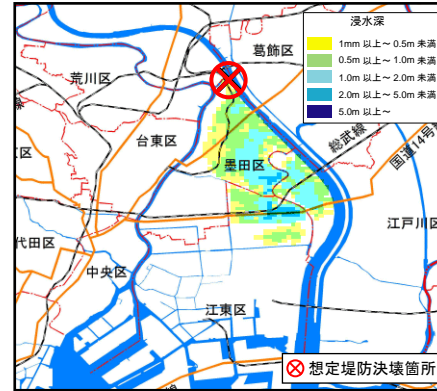 浸水深
1mm 以上～ 0.5m 未満
0.5m 以上～ 1.0m 未満
1.0m 以上～ 2.0m 未満
2.0m 以上～ 5.0m 未満
5.0m 以上～
葛飾区
荒川区
台東区
墨田区
総武線
国道14号
江戸川区
代田区
中央区
江東区
想定堤防決壊箇所